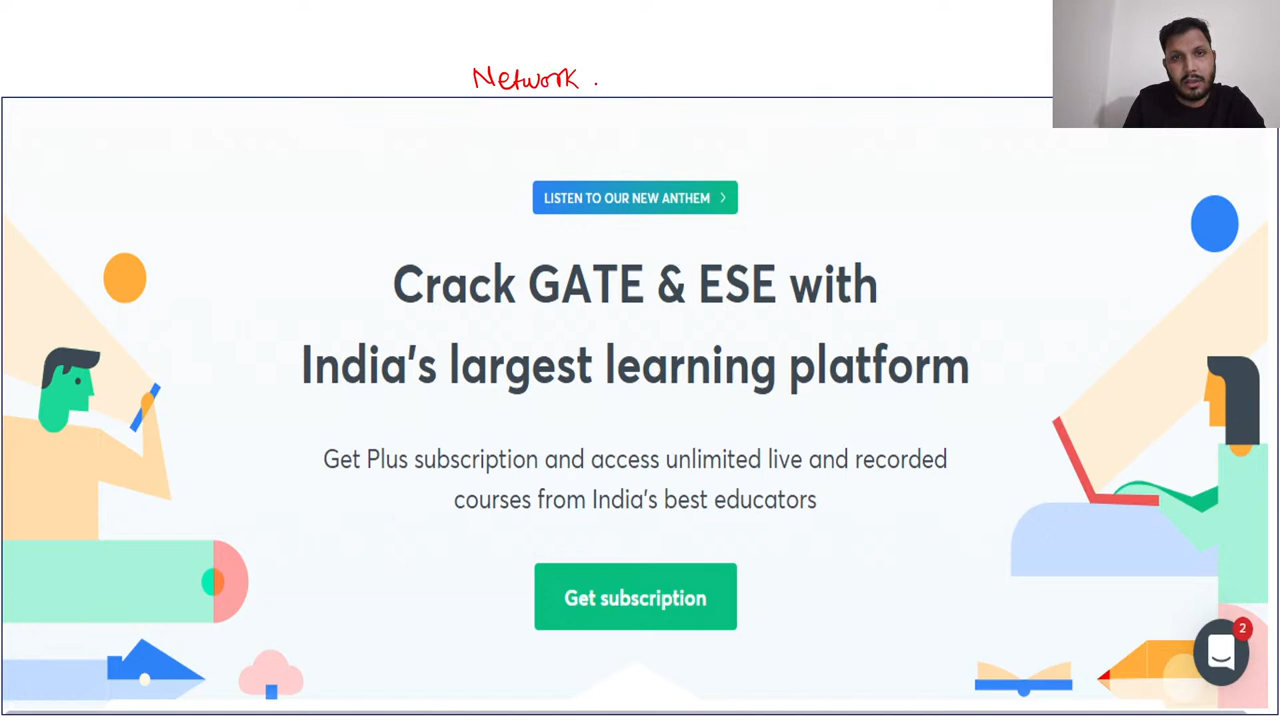 Network .
LISTEN TO OUR NEW ANTHEM >
Crack GATE & ESE with
India's largest learning platform
Get Plus subscription and access unlimited live and recorded
courses from India's best educators
Get subscription
2